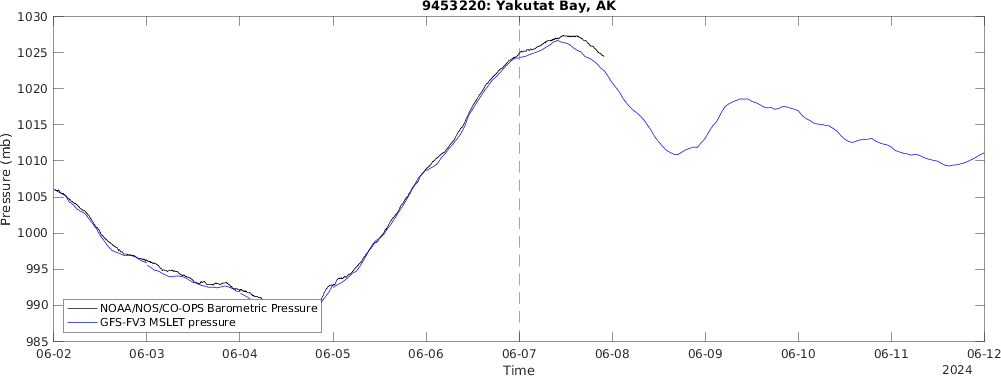 9453220: Yakutat Bay, AK
Pressure (mb)
1030
1025
1020
1015
1010
1005
1000
995
990
985
NOAA/NOS/CO-OPS Barometric Pressure
GFS-FV3 MSLET pressure
06-02 06-03 06-04 06-05 06-06 06-07 06-08 06-09 06-10 06-11 06-12
Time
2024